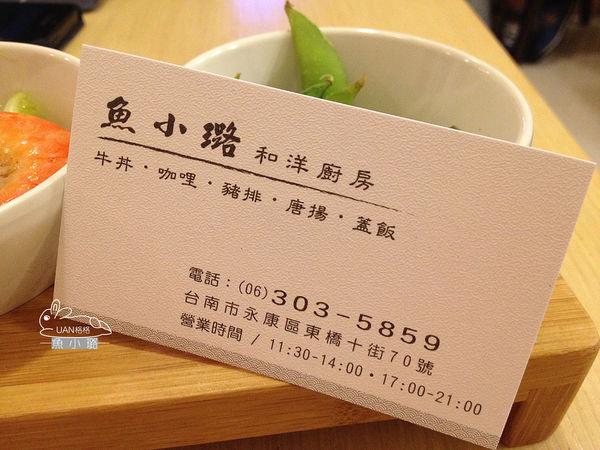 魚小璐 和洋廚房
牛丼・咖哩・豬排・唐揚・蓋飯
電話：(06)303-5859
台南市永康區東橋十街70號
營業時間 / 11:30-14:00・17:00-21:00
UAN格格
魚小璐